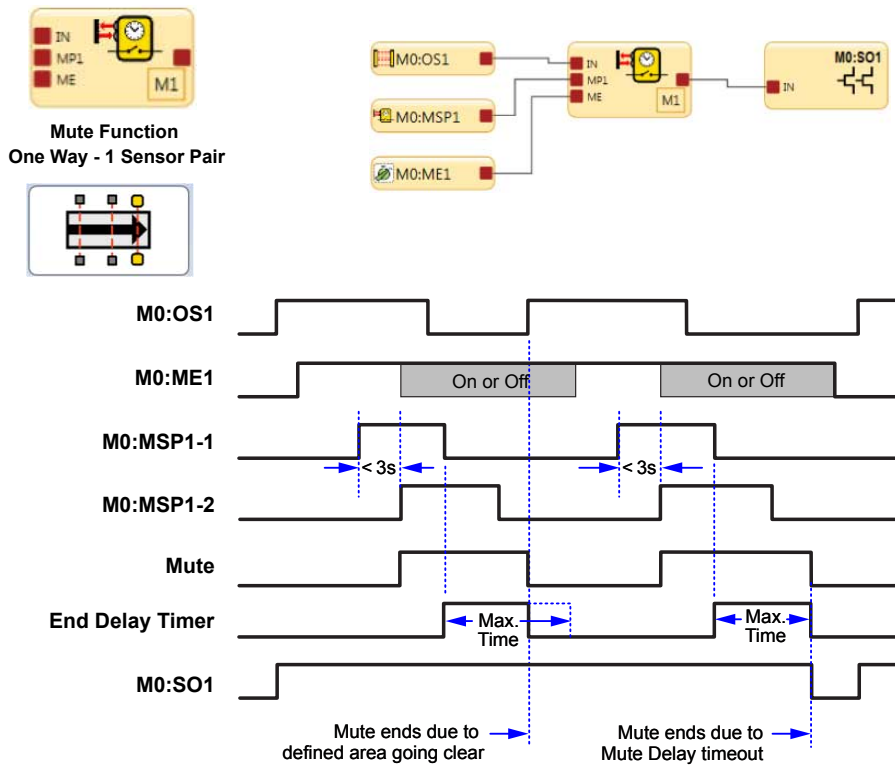 IN
MP1
ME
M1
Mute Function
One Way - 1 Sensor Pair
M0:OS1
M0:MSP1
M0:ME1
IN
MP1
ME
M1
M0:SO1
IN
M0:OS1
M0:ME1
On or Off
On or Off
M0:MSP1-1
< 3s
< 3s
M0:MSP1-2
Mute
End Delay Timer
Max.
Time
Max.
Time
M0:SO1
Mute ends due to
defined area going clear
Mute ends due to
Mute Delay timeout